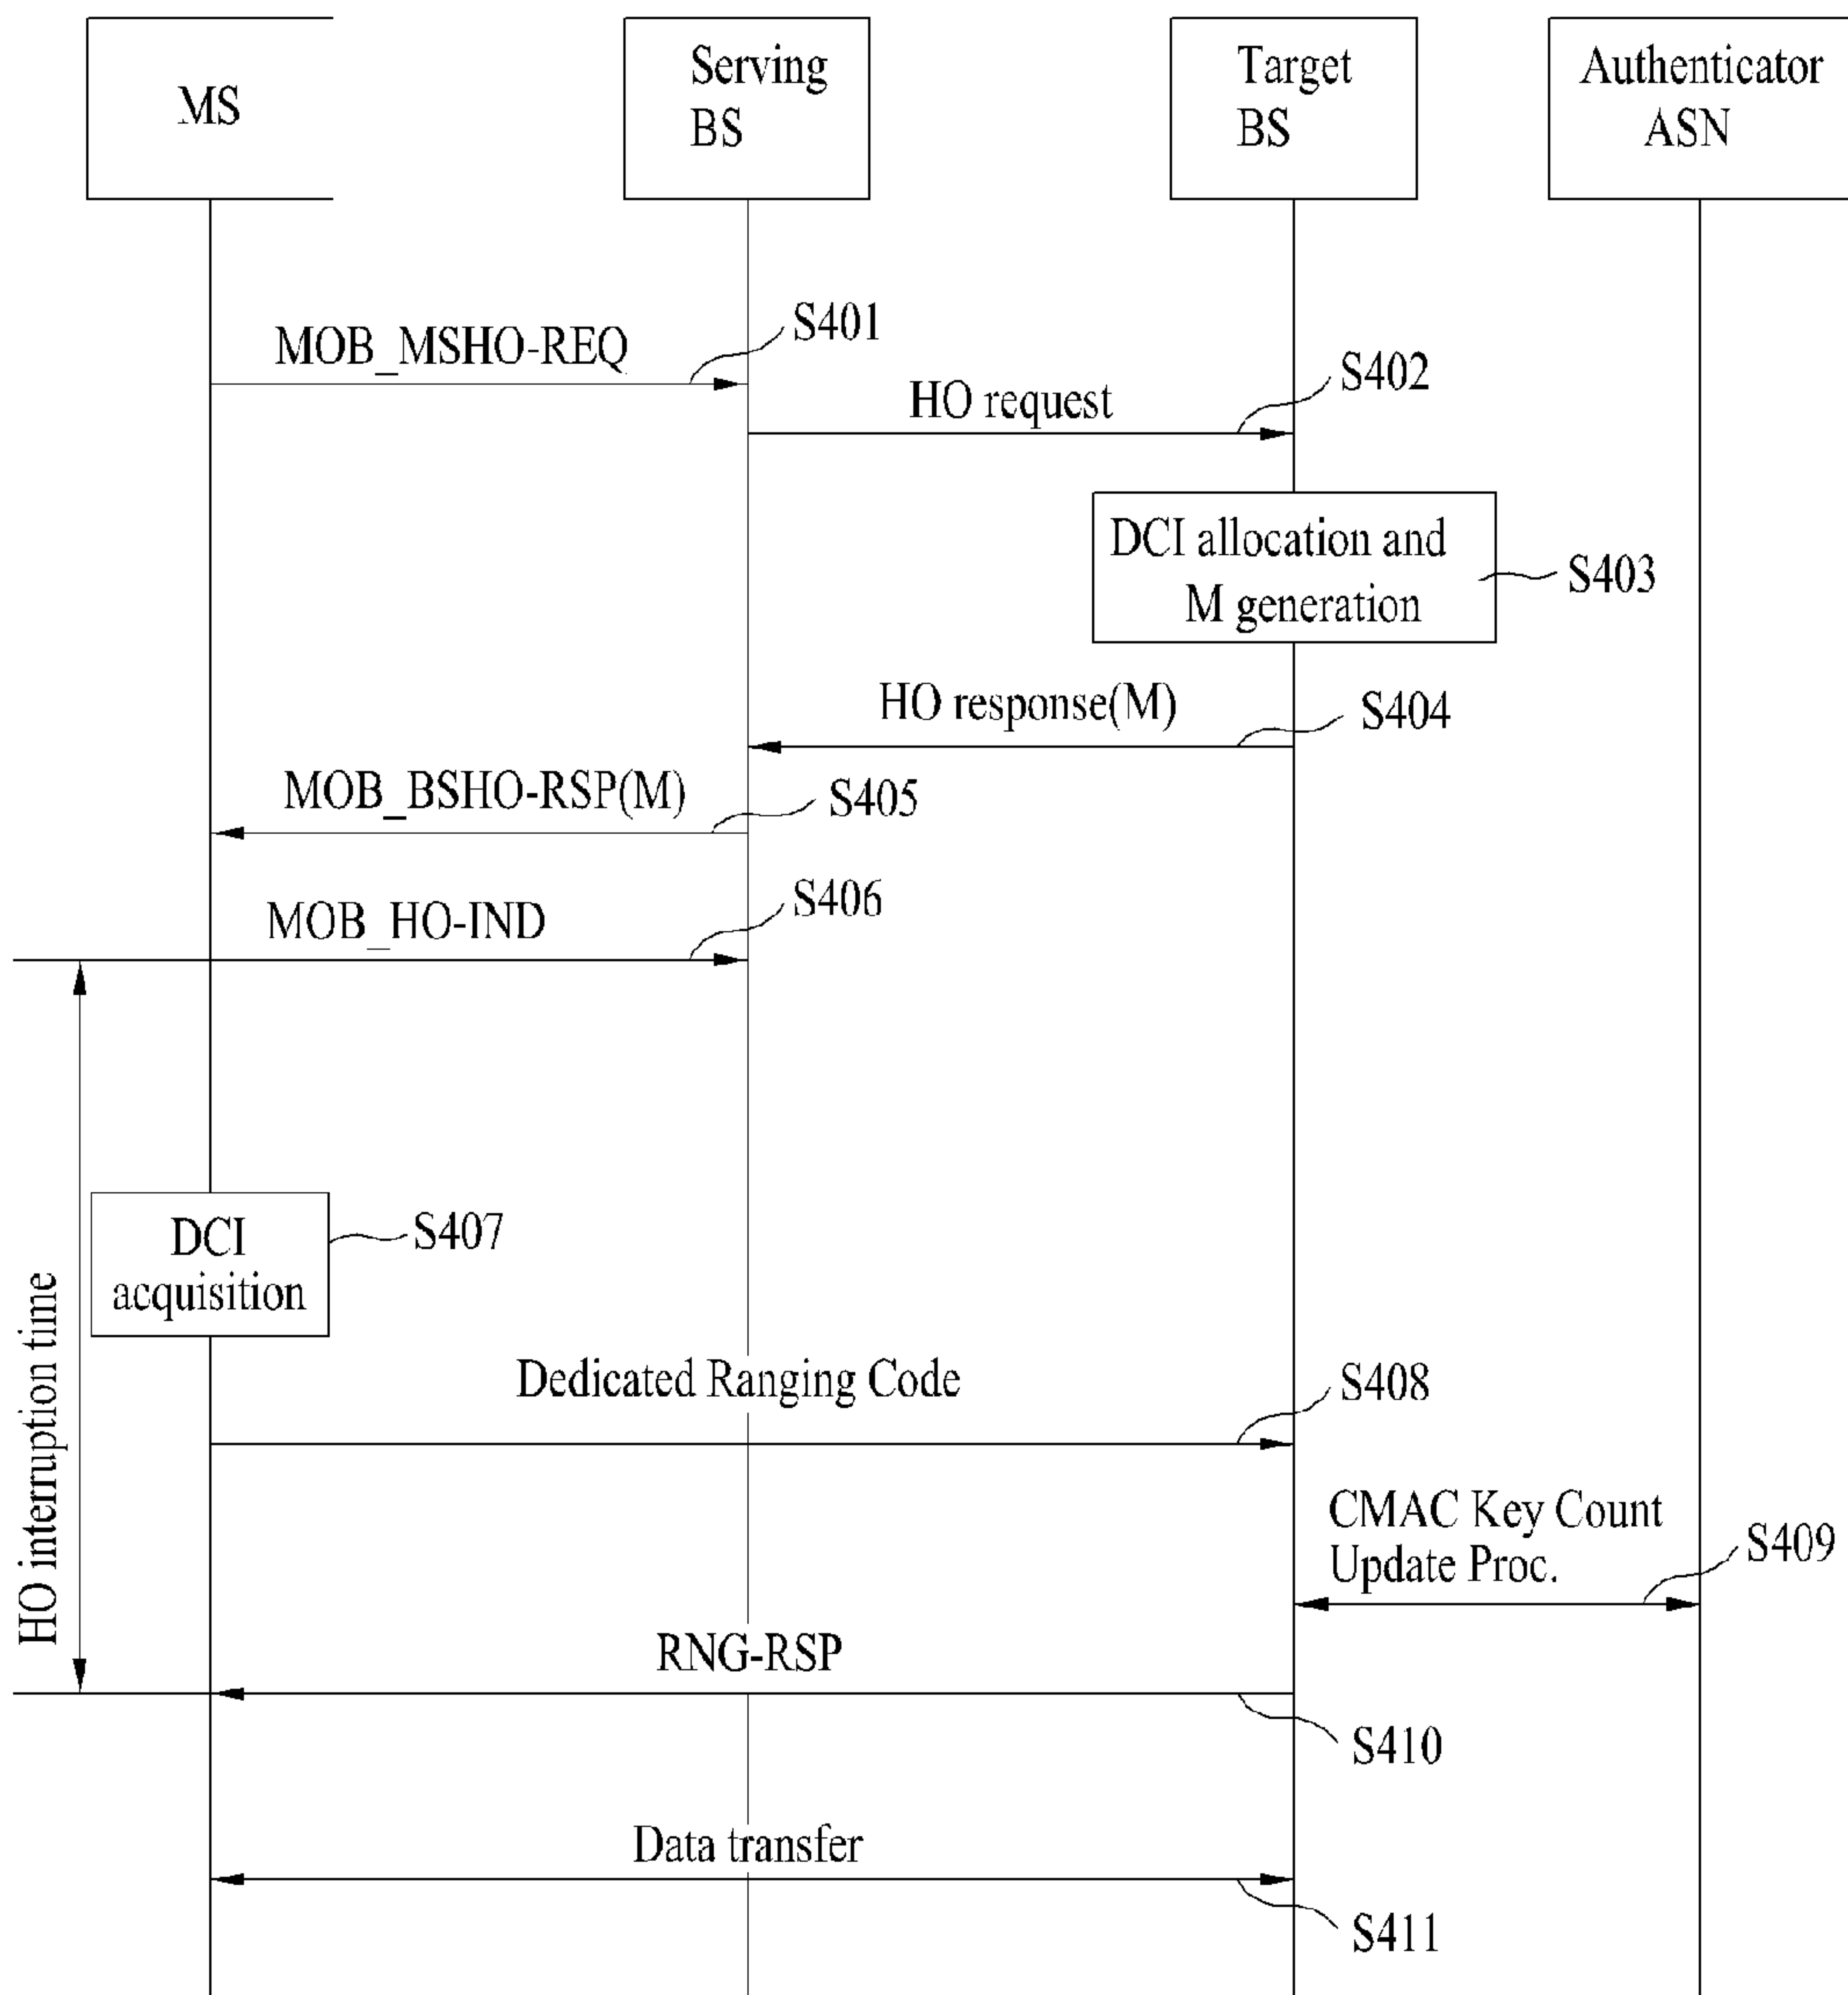 MS
Serving
BS
Target
BS
Authenticator
ASN
MOB_MSHO-REQ
S401
HO request
S402
DCI allocation and
M generation
S403
HO response(M)
S404
MOB_BSHO-RSP(M)
S405
MOB_HO-IND
S406
HO interruption time
DCI
acquisition
S407
Dedicated Ranging Code
S408
CMAC Key Count
Update Proc.
S409
RNG-RSP
S410
Data transfer
S411